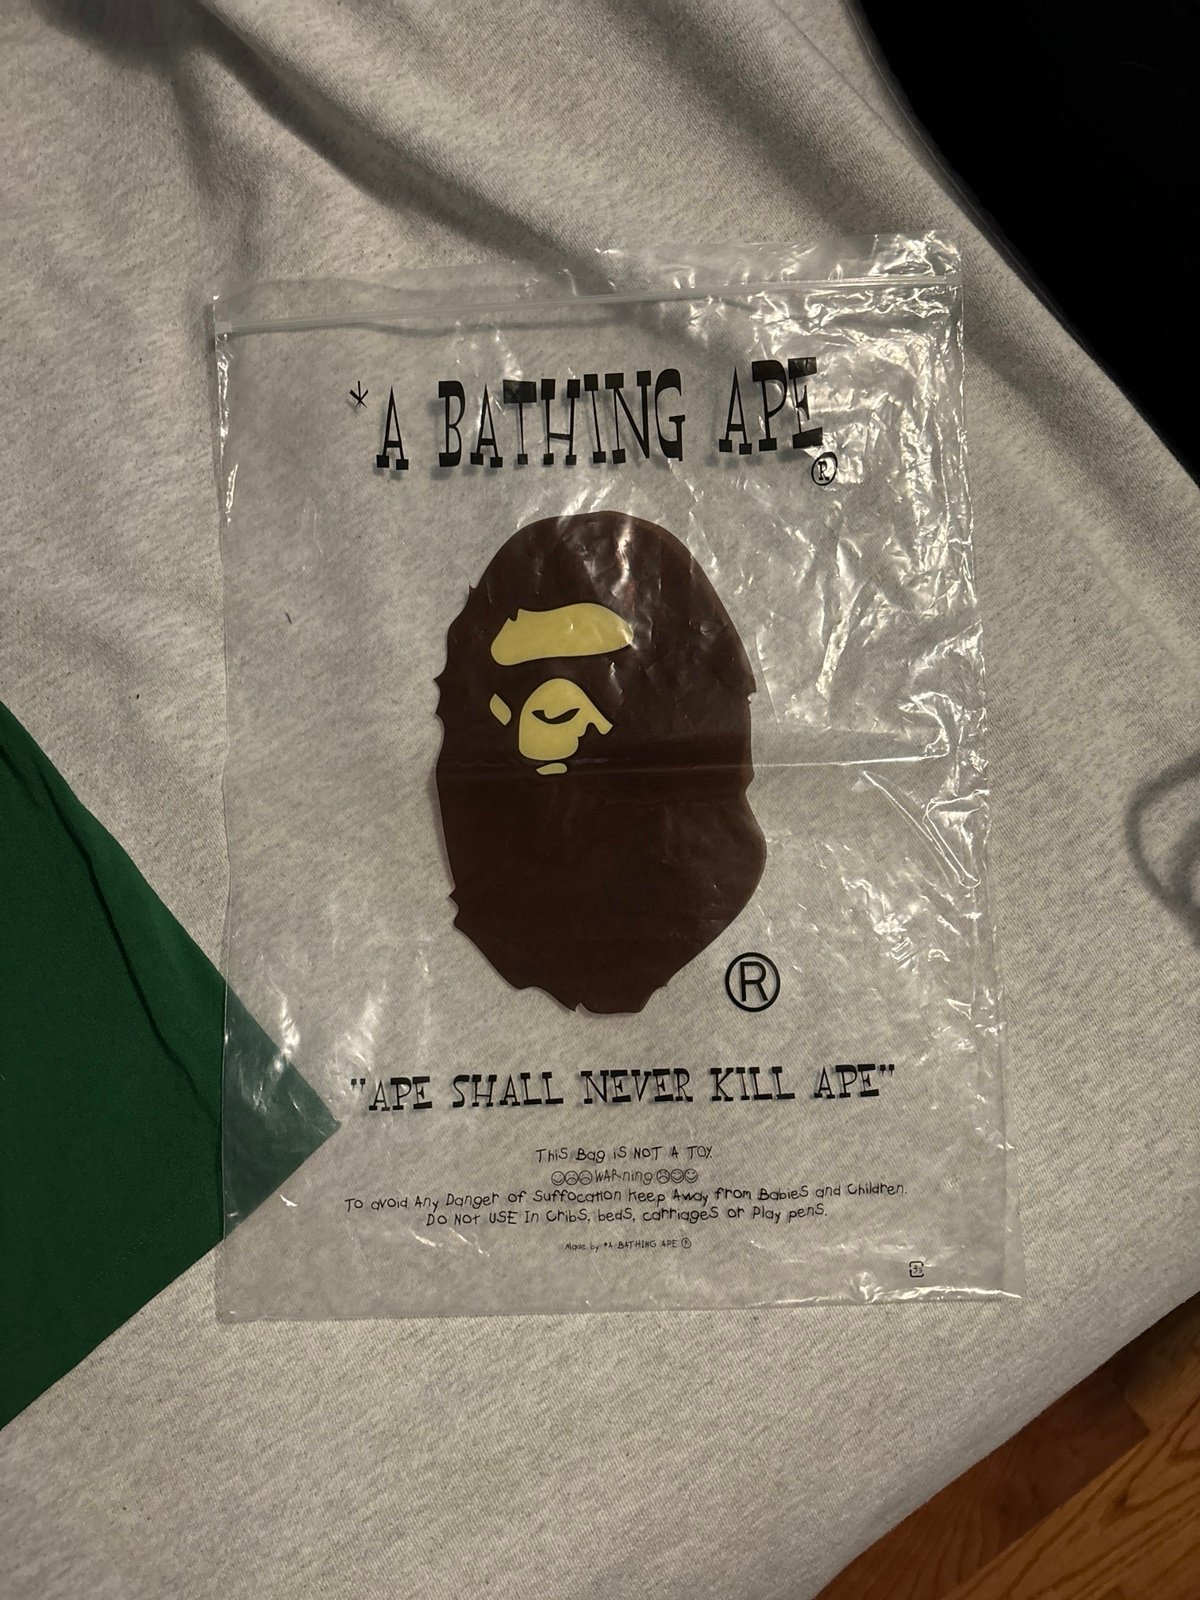 *A BATHING APE
®
®
"APE SHALL NEVER KILL APE"
THiS Bag iS NOT A TOY.
☺☹☹WARning☹☺☺
To avoid Any Danger of Suffocation Keep Away from BabieS and Children.
DO NOT USE In CribS, bedS, carriageS or Play penS.
Made by *A BATHING APE ®